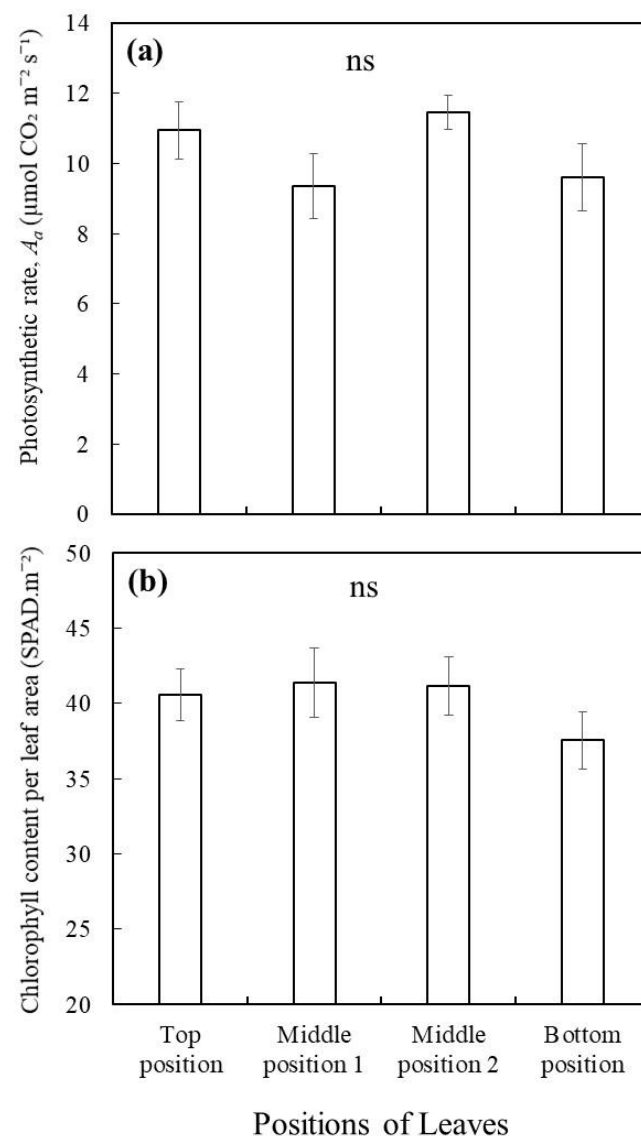 Photosynthetic rate, Aₐ (μmol CO₂ m⁻² s⁻¹)
14
12
10
8
6
4
2
0
(a)
ns
Chlorophyll content per leaf area (SPAD.m⁻²)
50
45
40
35
30
25
20
(b)
ns
Top
position
Middle
position 1
Middle
position 2
Bottom
position
Positions of Leaves